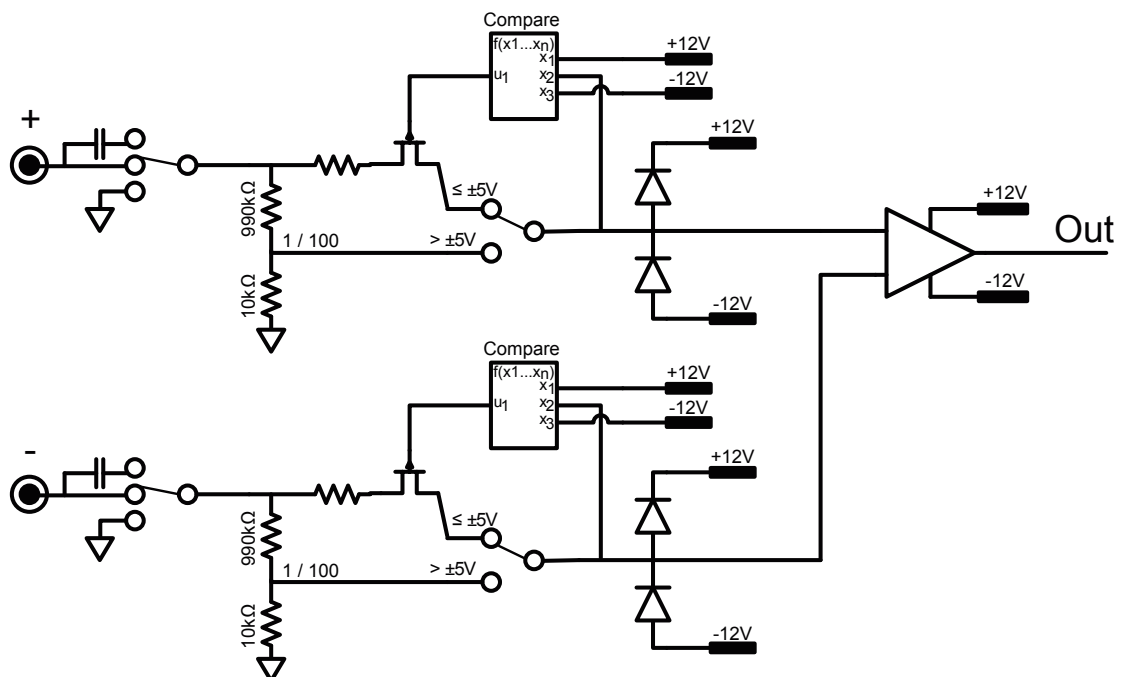 Compare
f(x1...xn)
x1
u1
x2
x3
+12V
-12V
+
+12V
≤ ±5V
990kΩ
1 / 100
> ±5V
10kΩ
-12V
+12V
Out
-12V
Compare
f(x1...xn)
x1
u1
x2
x3
+12V
-12V
-
+12V
≤ ±5V
990kΩ
1 / 100
> ±5V
10kΩ
-12V